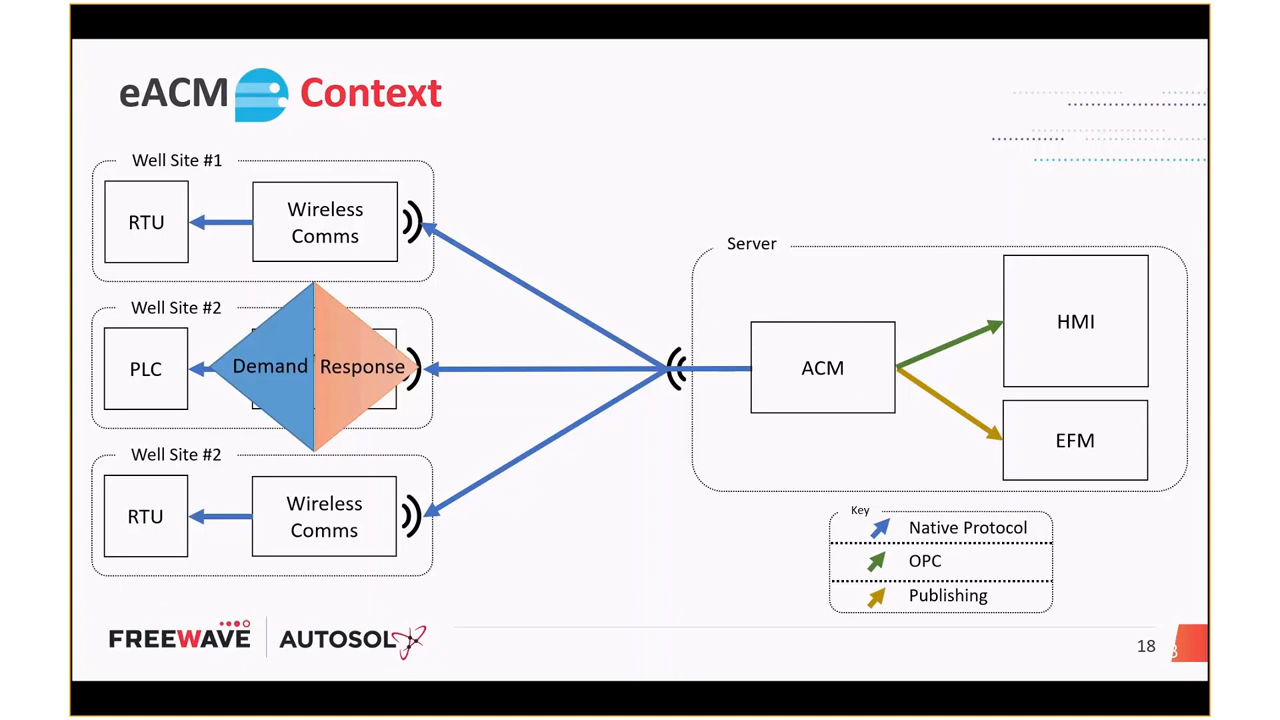 eACM Context
Well Site #1
RTU
Wireless
Comms
Well Site #2
PLC
Demand
Response
Well Site #2
RTU
Wireless
Comms
Server
ACM
HMI
EFM
Key
Native Protocol
OPC
Publishing
FREEWAVE
AUTOSOL
18